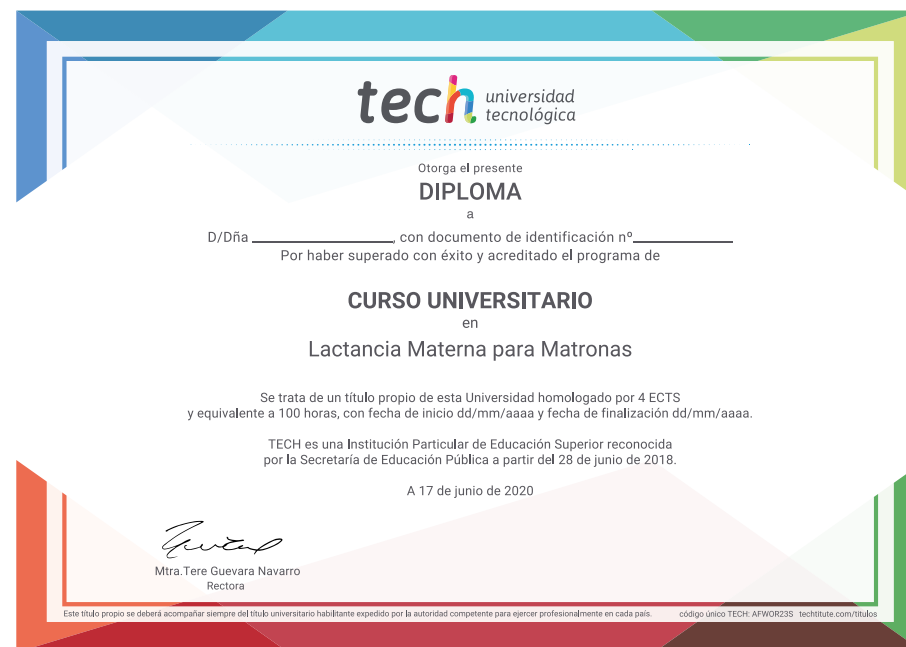 tech universidad
tecnológica
Otorga el presente
DIPLOMA
a
D/Dña ____________________, con documento de identificación nº______________
Por haber superado con éxito y acreditado el programa de
CURSO UNIVERSITARIO
en
Lactancia Materna para Matronas
Se trata de un título propio de esta Universidad homologado por 4 ECTS
y equivalente a 100 horas, con fecha de inicio dd/mm/aaaa y fecha de finalización dd/mm/aaaa.
TECH es una Institución Particular de Educación Superior reconocida
por la Secretaría de Educación Pública a partir del 28 de junio de 2018.
A 17 de junio de 2020
Mtra.Tere Guevara Navarro
Rectora
Este título propio se deberá acompañar siempre del título universitario habilitante expedido por la autoridad competente para ejercer profesionalmente en cada país. código único TECH: AFWOR23S techtitute.com/titulos